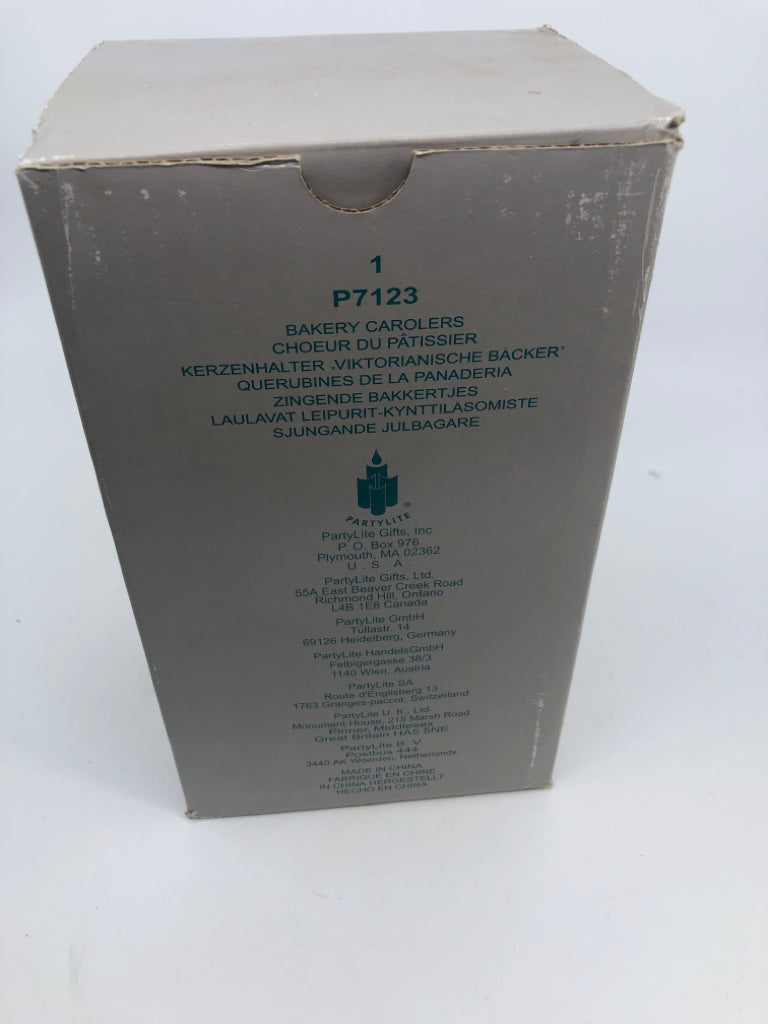 1
P7123
BAKERY CAROLERS
CHOEUR DU PÂTISSIER
KERZENHALTER „VIKTORIANISCHE BÄCKER"
QUERUBINES DE LA PANADERIA
ZINGENDE BAKKERTJES
LAULAVAT LEIPURIT-KYNTTILASOMISTE
SJUNGANDE JULBAGARE
PARTYLITE ®
PartyLite Gifts, Inc.
P. O. Box 976
Plymouth, MA 02362
U . S . A .
PartyLite Gifts, Ltd.
55A East Beaver Creek Road
Richmond Hill, Ontario
L4B 1E8 Canada
PartyLite GmbH
Tullastr. 14
69126 Heidelberg, Germany
PartyLite HandelsGmbH
Felbigergasse 38/3
1140 Wien, Austria
PartyLite SA
Route d'Englisberg 13
1763 Granges-paccot, Switzerland
PartyLite U. K., Ltd.
Monument House, 215 Marsh Road
Pinner, Middlesex
Great Britain HA5 5NE
PartyLite B. V.
Postbus 444
3440 AK Woerden, Netherlands
MADE IN CHINA
FABRIQUÉ EN CHINE
IN CHINA HERGESTELLT
HECHO EN CHINA